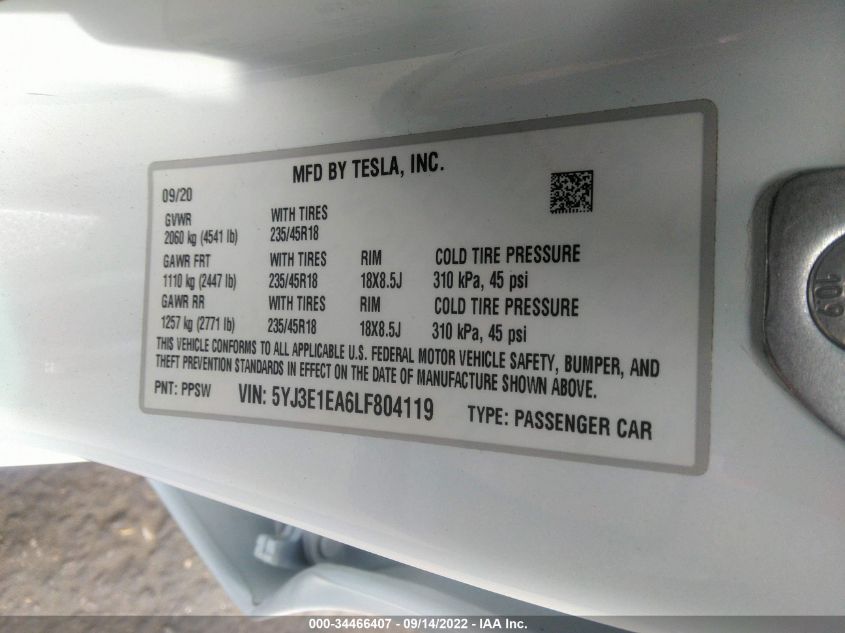 MFD BY TESLA, INC.
09/20
GVWR WITH TIRES
2060 kg (4541 lb) 235/45R18
GAWR FRT WITH TIRES RIM COLD TIRE PRESSURE
1110 kg (2447 lb) 235/45R18 18X8.5J 310 kPa, 45 psi
GAWR RR WITH TIRES RIM COLD TIRE PRESSURE
1257 kg (2771 lb) 235/45R18 18X8.5J 310 kPa, 45 psi
THIS VEHICLE CONFORMS TO ALL APPLICABLE U.S. FEDERAL MOTOR VEHICLE SAFETY, BUMPER, AND
THEFT PREVENTION STANDARDS IN EFFECT ON THE DATE OF MANUFACTURE SHOWN ABOVE.
PNT: PPSW VIN: 5YJ3E1EA6LF804119 TYPE: PASSENGER CAR
10.9
000-34466407 - 09/14/2022 - IAA Inc.